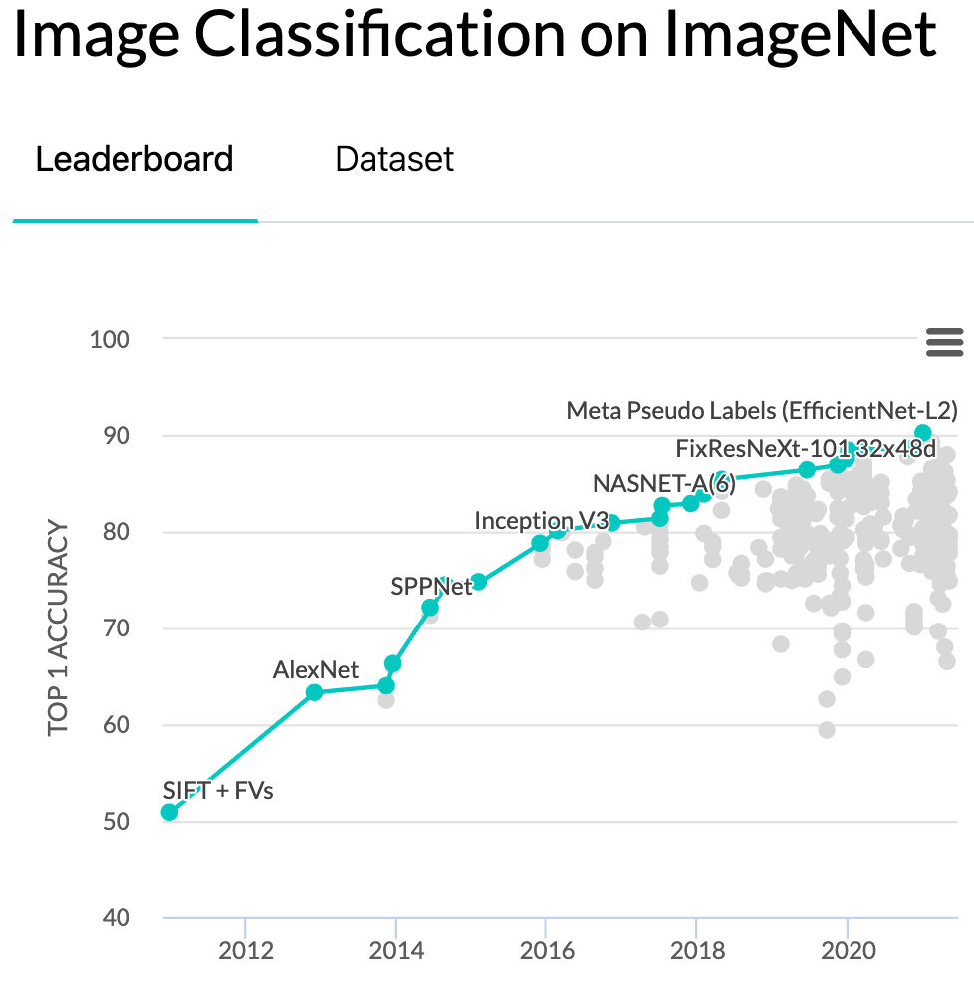 Image Classification on ImageNet
Leaderboard Dataset
100
Meta Pseudo Labels (EfficientNet-L2)
90
FixResNeXt-101 32x48d
NASNET-A(6)
Inception V3
80
SPPNet
70
AlexNet
60
SIFT + FVs
50
40
TOP 1 ACCURACY
2012 2014 2016 2018 2020